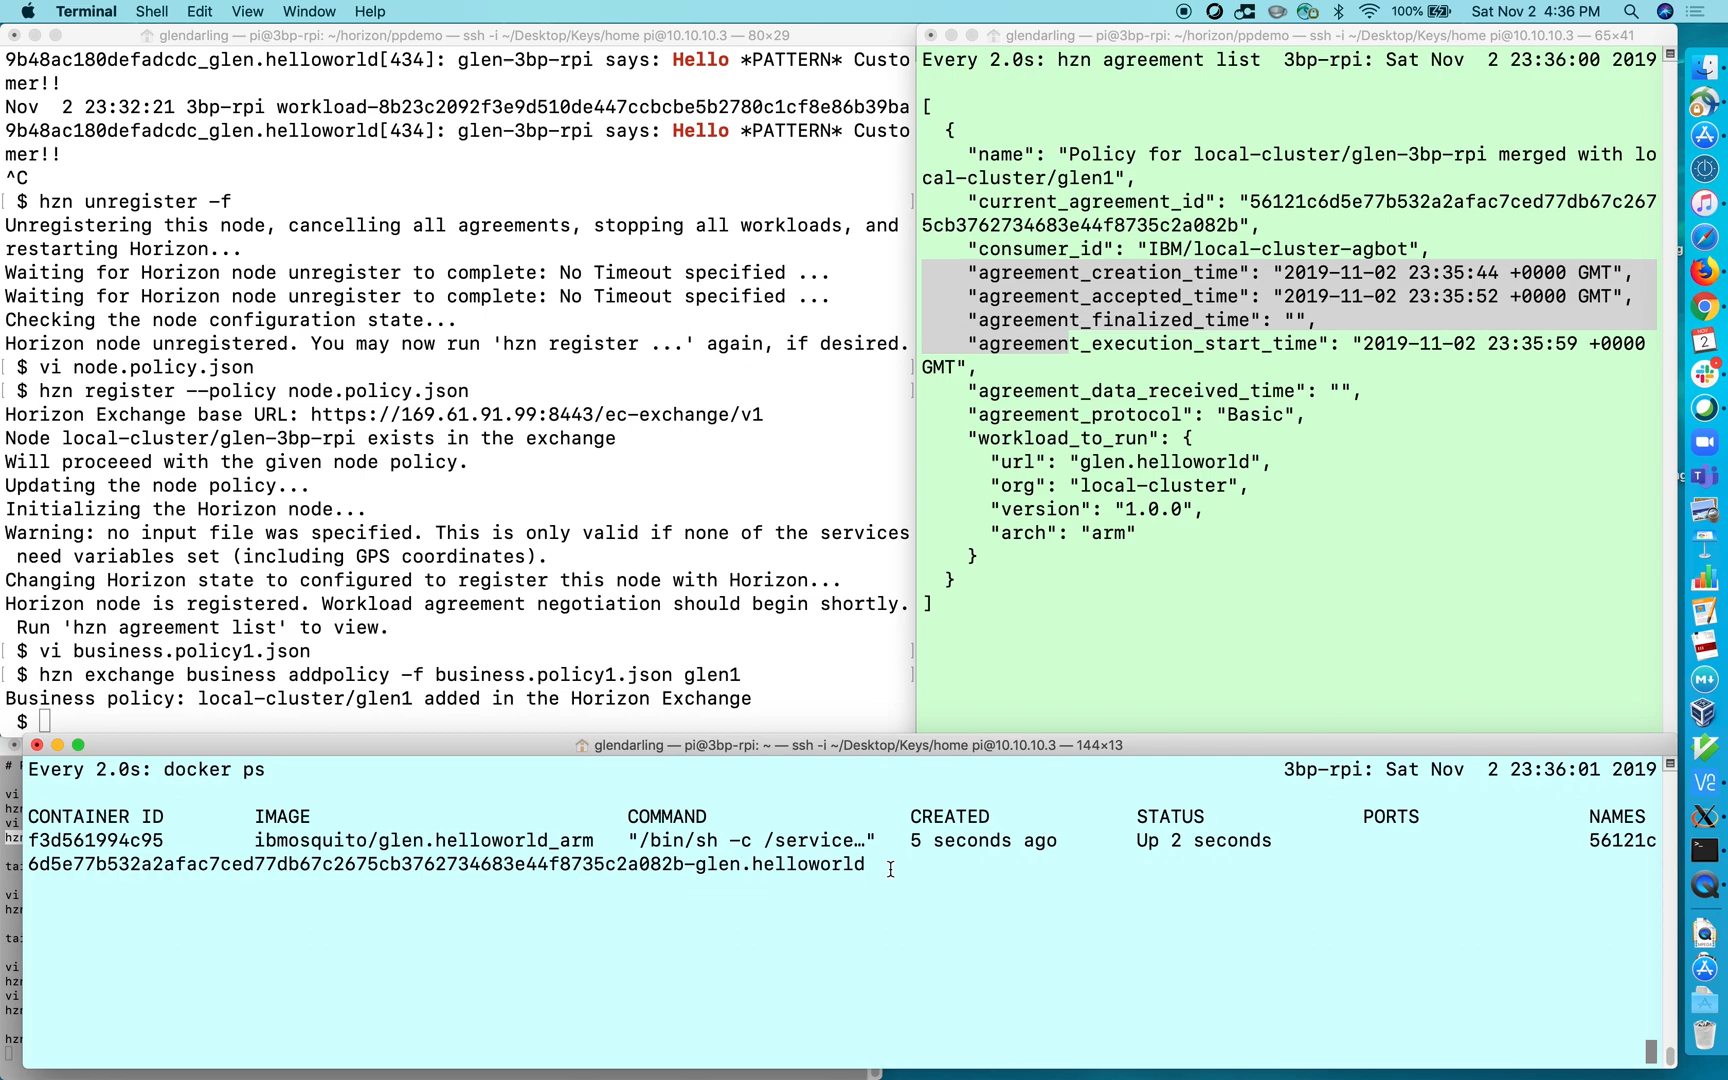 Terminal Shell Edit View Window Help 100% Sat Nov 2 4:36 PM
glendarling — pi@3bp-rpi: ~/horizon/ppdemo — ssh -i ~/Desktop/Keys/home pi@10.10.10.3 — 80×29
9b48ac180defadcdc_glen.helloworld[434]: glen-3bp-rpi says: Hello *PATTERN* Custo
mer!!
Nov  2 23:32:21 3bp-rpi workload-8b23c2092f3e9d510de447ccbcbe5b2780c1cf8e86b39ba
9b48ac180defadcdc_glen.helloworld[434]: glen-3bp-rpi says: Hello *PATTERN* Custo
mer!!
^C
[ $ hzn unregister -f ]
Unregistering this node, cancelling all agreements, stopping all workloads, and
restarting Horizon...
Waiting for Horizon node unregister to complete: No Timeout specified ...
Waiting for Horizon node unregister to complete: No Timeout specified ...
Checking the node configuration state...
Horizon node unregistered. You may now run 'hzn register ...' again, if desired.
[ $ vi node.policy.json ]
[ $ hzn register --policy node.policy.json ]
Horizon Exchange base URL: https://169.61.91.99:8443/ec-exchange/v1
Node local-cluster/glen-3bp-rpi exists in the exchange
Will proceeed with the given node policy.
Updating the node policy...
Initializing the Horizon node...
Warning: no input file was specified. This is only valid if none of the services
 need variables set (including GPS coordinates).
Changing Horizon state to configured to register this node with Horizon...
Horizon node is registered. Workload agreement negotiation should begin shortly.
 Run 'hzn agreement list' to view.
[ $ vi business.policy1.json ]
[ $ hzn exchange business addpolicy -f business.policy1.json glen1 ]
Business policy: local-cluster/glen1 added in the Horizon Exchange
 $
glendarling — pi@3bp-rpi: ~/horizon/ppdemo — ssh -i ~/Desktop/Keys/home pi@10.10.10.3 — 65×41
Every 2.0s: hzn agreement list  3bp-rpi: Sat Nov  2 23:36:00 2019
[
  {
    "name": "Policy for local-cluster/glen-3bp-rpi merged with lo
cal-cluster/glen1",
    "current_agreement_id": "56121c6d5e77b532a2afac7ced77db67c267
5cb3762734683e44f8735c2a082b",
    "consumer_id": "IBM/local-cluster-agbot",
    "agreement_creation_time": "2019-11-02 23:35:44 +0000 GMT",
    "agreement_accepted_time": "2019-11-02 23:35:52 +0000 GMT",
    "agreement_finalized_time": "",
    "agreement_execution_start_time": "2019-11-02 23:35:59 +0000
GMT",
    "agreement_data_received_time": "",
    "agreement_protocol": "Basic",
    "workload_to_run": {
      "url": "glen.helloworld",
      "org": "local-cluster",
      "version": "1.0.0",
      "arch": "arm"
    }
  }
]
glendarling — pi@3bp-rpi: ~ — ssh -i ~/Desktop/Keys/home pi@10.10.10.3 — 144×13
Every 2.0s: docker ps 3bp-rpi: Sat Nov  2 23:36:01 2019
CONTAINER ID IMAGE COMMAND CREATED STATUS PORTS NAMES
f3d561994c95 ibmosquito/glen.helloworld_arm "/bin/sh -c /service…" 5 seconds ago Up 2 seconds 56121c
6d5e77b532a2afac7ced77db67c2675cb3762734683e44f8735c2a082b-glen.helloworld
vi
hzn
vi
hzn
tai
vi
hzn
tai
vi
hzn
vi
hzn
hzn
NOV
2